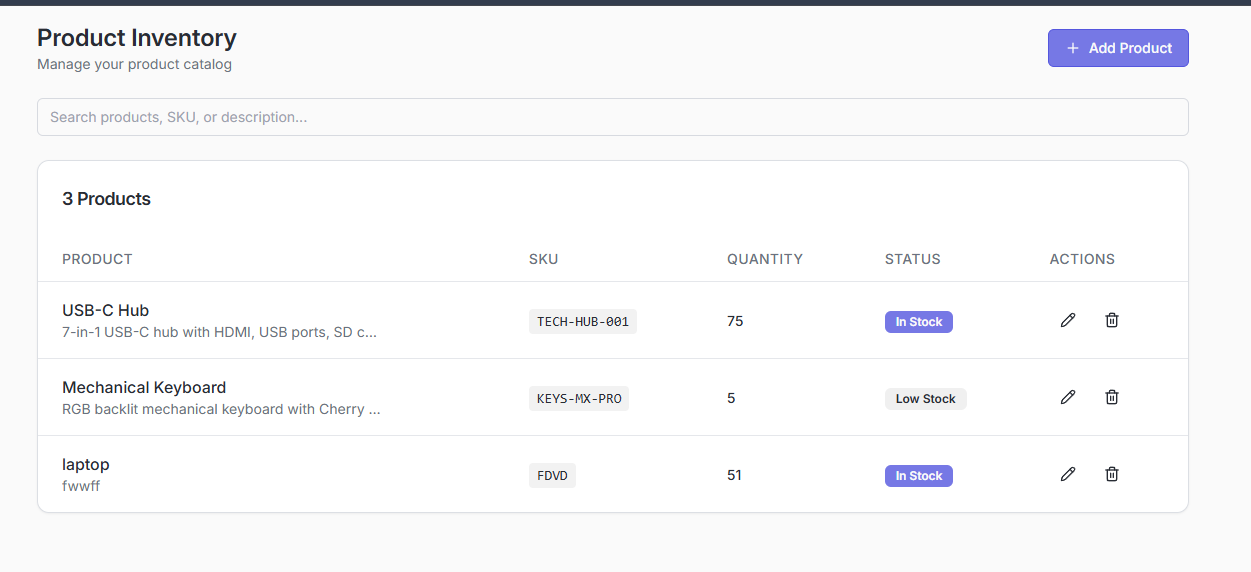 Product Inventory
Manage your product catalog
+ Add Product
Search products, SKU, or description...
3 Products
PRODUCT SKU QUANTITY STATUS ACTIONS
USB-C Hub
7-in-1 USB-C hub with HDMI, USB ports, SD c...
TECH-HUB-001 75 In Stock
Mechanical Keyboard
RGB backlit mechanical keyboard with Cherry ...
KEYS-MX-PRO 5 Low Stock
laptop
fwwff
FDVD 51 In Stock